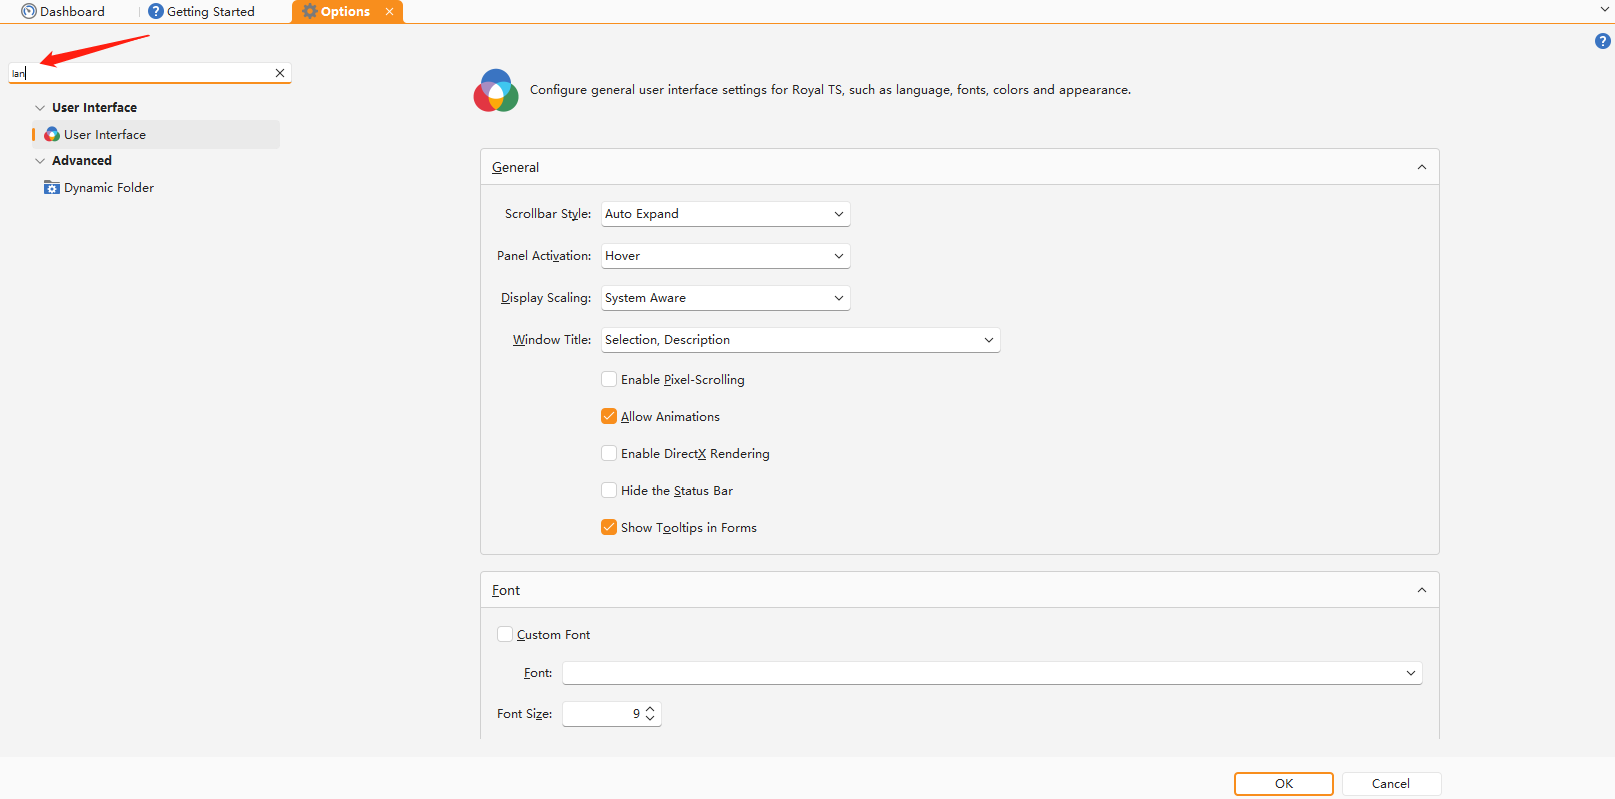 Dashboard
Getting Started
Options
lan
User Interface
User Interface
Advanced
Dynamic Folder
Configure general user interface settings for Royal TS, such as language, fonts, colors and appearance.
General
Scrollbar Style: Auto Expand
Panel Activation: Hover
Display Scaling: System Aware
Window Title: Selection, Description
Enable Pixel-Scrolling
Allow Animations
Enable DirectX Rendering
Hide the Status Bar
Show Tooltips in Forms
Font
Custom Font
Font:
Font Size: 9
OK
Cancel